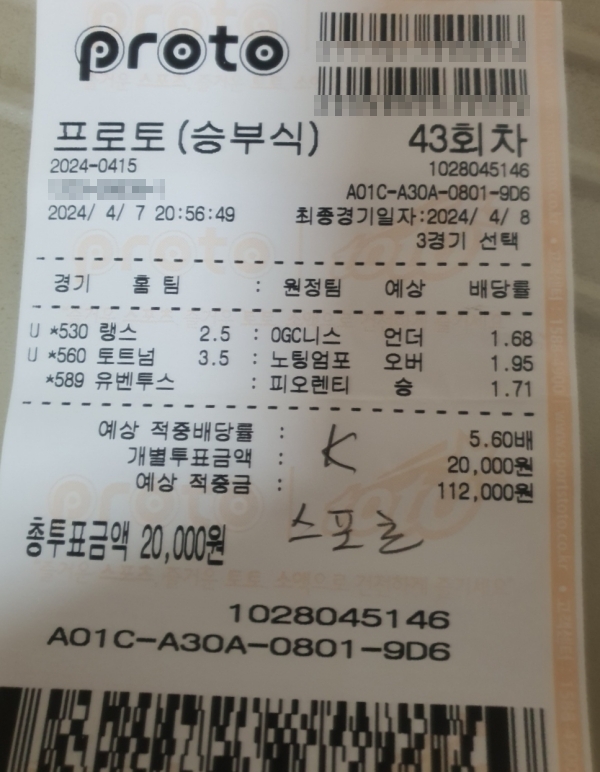 proto
프로토(승부식) 43회차
2024-0415 1028045146
A01C-A30A-0801-9D6
2024/ 4/ 7 20:56:49 최종경기일자:2024/ 4/ 8
3경기 선택
경기 홈팀 : 원정팀 예상 배당률
U *530 랭스 2.5 : OGC니스 언더 1.68
U *560 토트넘 3.5 : 노팅엄포 오버 1.95
*589 유벤투스 : 피오렌티 승 1.71
예상 적중배당률 : 5.60배
개별투표금액 : K 20,000원
예상 적중금 : 112,000원
총투표금액 20,000원 스포츠
1028045146
A01C-A30A-0801-9D6